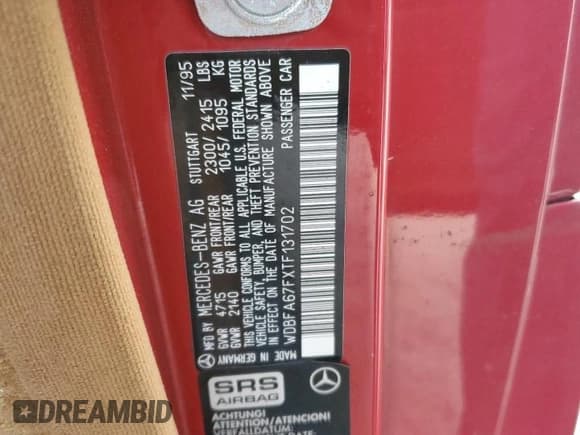 MFD BY MERCEDES-BENZ AG STUTTGART 11/95
GVWR 4715 GAWR FRONT/REAR 2300/ 2415 LBS
GVWR 2140 GAWR FRONT/REAR 1045/ 1095 KG
THIS VEHICLE CONFORMS TO ALL APPLICABLE U.S. FEDERAL MOTOR
VEHICLE SAFETY, BUMPER, AND THEFT PREVENTION STANDARDS
IN EFFECT ON THE DATE OF MANUFACTURE SHOWN ABOVE
PASSENGER CAR
WDBFA67FXTF131702
MADE IN GERMANY
SRS
AIRBAG
ACHTUNG!
ATTENTION/ATENCION!
VERFALLDATUM:
DATE:
DREAMBID